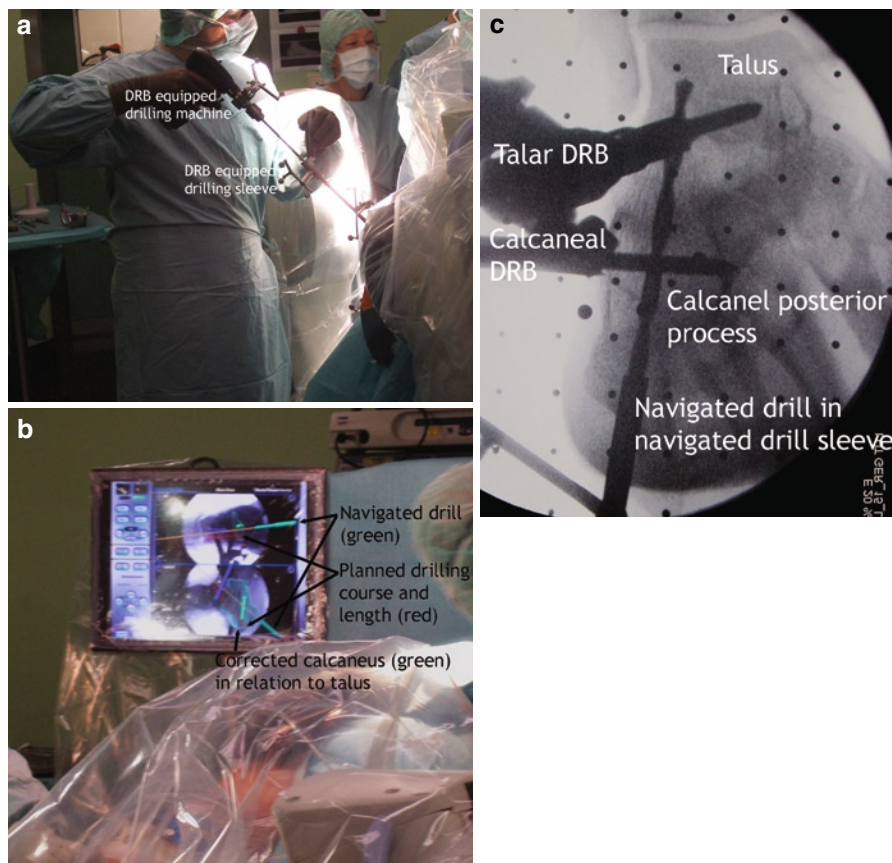 a
DRB equipped
drilling machine
DRB equipped
drilling sleeve
b
Navigated drill
(green)
Planned drilling
course and
length (red)
Corrected calcaneus (green)
in relation to talus
c
Talus
Talar DRB
Calcaneal
DRB
Calcanel posterior
process
Navigated drill in
navigated drill sleeve